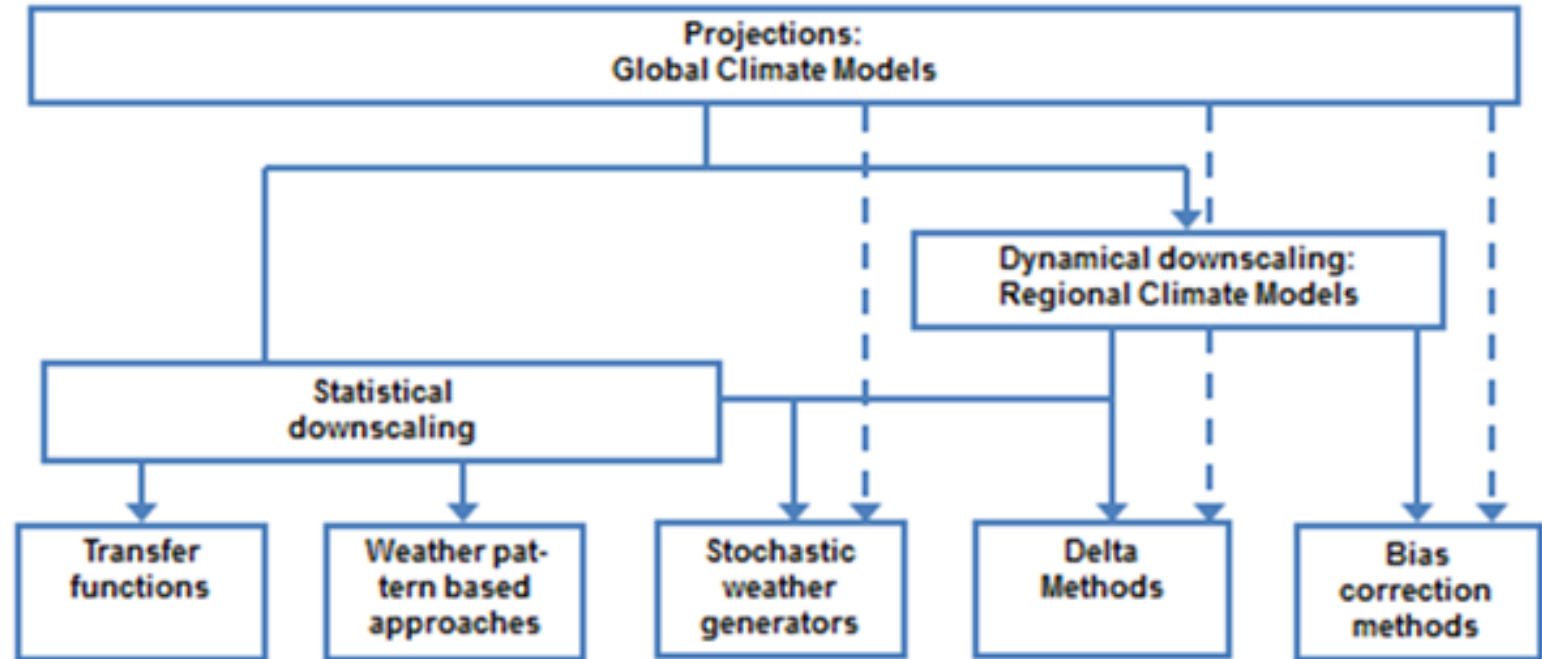 Projections:
Global Climate Models
Dynamical downscaling:
Regional Climate Models
Statistical
downscaling
Transfer
functions
Weather pat-
tern based
approaches
Stochastic
weather
generators
Delta
Methods
Bias
correction
methods